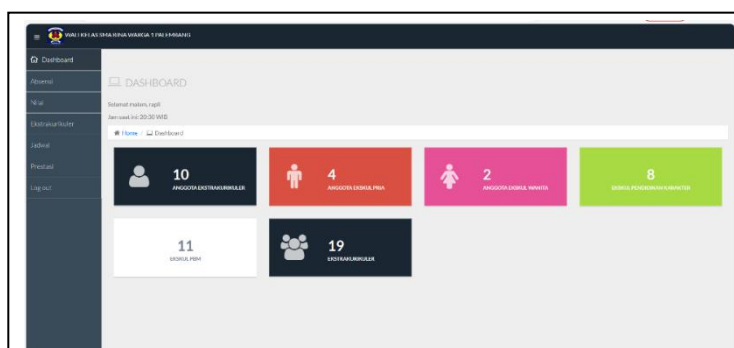 WALI KELAS SMA BINA WARGA 1 PALEMBANG
Dashboard
Absensi
Nilai
Ekstrakurikuler
Jadwal
Prestasi
Log out
DASHBOARD
Selamat malam, rapli
Jam saat ini: 20:30 WIB
Home / Dashboard
10
ANGGOTA EKSTRAKURIKULER
4
ANGGOTA EKSKUL PRIA
2
ANGGOTA EKSKUL WANITA
8
EKSKUL PENDIDIKAN KARAKTER
11
EKSKUL PBM
19
EKSTRAKURIKULER